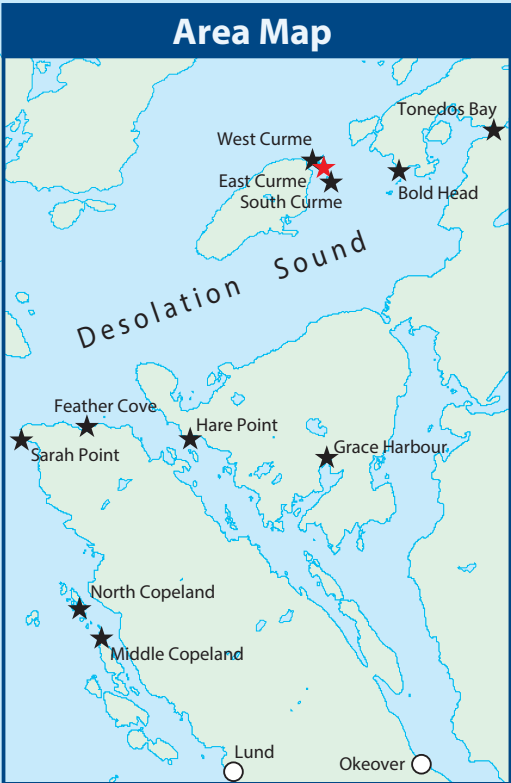 Area Map
Tonedos Bay
West Curme
East Curme
South Curme
Bold Head
Desolation Sound
Feather Cove
Hare Point
Sarah Point
Grace Harbour
North Copeland
Middle Copeland
Lund
Okeover